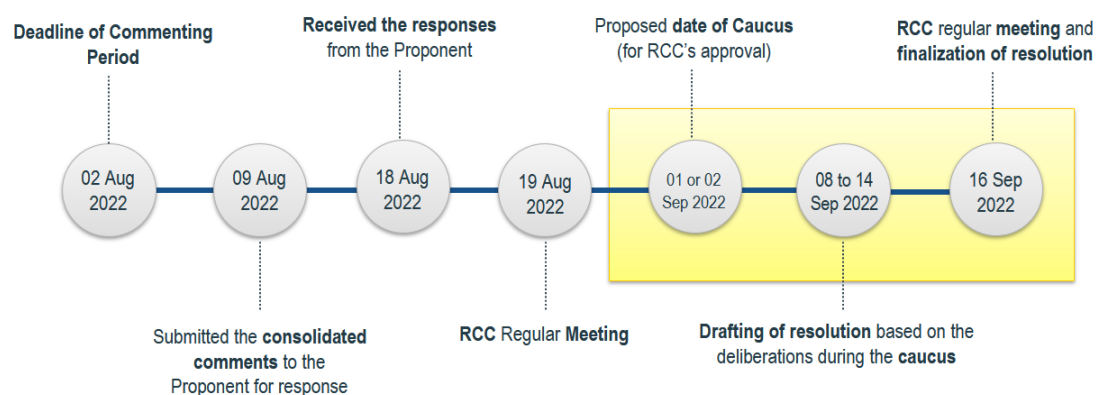 Deadline of Commenting
Period
Received the responses
from the Proponent
Proposed date of Caucus
(for RCC's approval)
RCC regular meeting and
finalization of resolution
02 Aug
2022
09 Aug
2022
18 Aug
2022
19 Aug
2022
01 or 02
Sep 2022
08 to 14
Sep 2022
16 Sep
2022
Submitted the consolidated
comments to the
Proponent for response
RCC Regular Meeting
Drafting of resolution based on the
deliberations during the caucus